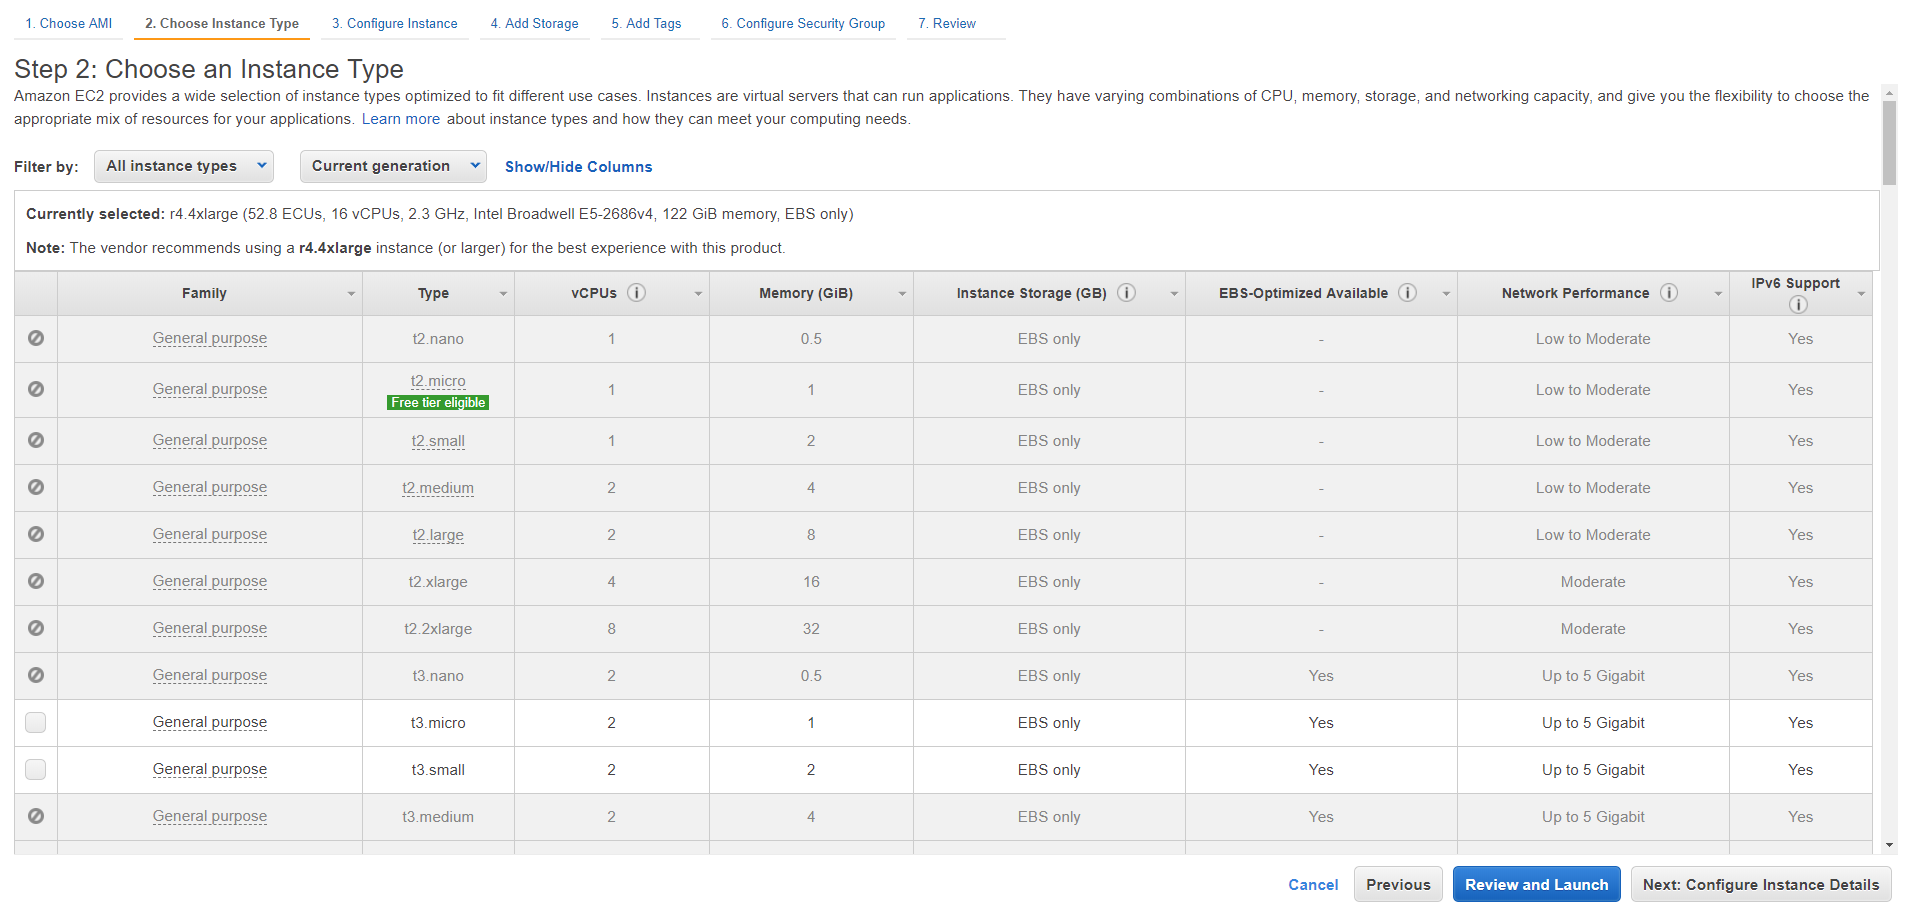 1. Choose AMI 2. Choose Instance Type 3. Configure Instance 4. Add Storage 5. Add Tags 6. Configure Security Group 7. Review
Step 2: Choose an Instance Type
Amazon EC2 provides a wide selection of instance types optimized to fit different use cases. Instances are virtual servers that can run applications. They have varying combinations of CPU, memory, storage, and networking capacity, and give you the flexibility to choose the
appropriate mix of resources for your applications. Learn more about instance types and how they can meet your computing needs.
Filter by: All instance types Current generation Show/Hide Columns
Currently selected: r4.4xlarge (52.8 ECUs, 16 vCPUs, 2.3 GHz, Intel Broadwell E5-2686v4, 122 GiB memory, EBS only)
Note: The vendor recommends using a r4.4xlarge instance (or larger) for the best experience with this product.
Family Type vCPUs i Memory (GiB) Instance Storage (GB) i EBS-Optimized Available i Network Performance i IPv6 Support i
General purpose t2.nano 1 0.5 EBS only - Low to Moderate Yes
General purpose t2.micro 1 1 EBS only - Low to Moderate Yes
Free tier eligible
General purpose t2.small 1 2 EBS only - Low to Moderate Yes
General purpose t2.medium 2 4 EBS only - Low to Moderate Yes
General purpose t2.large 2 8 EBS only - Low to Moderate Yes
General purpose t2.xlarge 4 16 EBS only - Moderate Yes
General purpose t2.2xlarge 8 32 EBS only - Moderate Yes
General purpose t3.nano 2 0.5 EBS only Yes Up to 5 Gigabit Yes
General purpose t3.micro 2 1 EBS only Yes Up to 5 Gigabit Yes
General purpose t3.small 2 2 EBS only Yes Up to 5 Gigabit Yes
General purpose t3.medium 2 4 EBS only Yes Up to 5 Gigabit Yes
Cancel Previous Review and Launch Next: Configure Instance Details